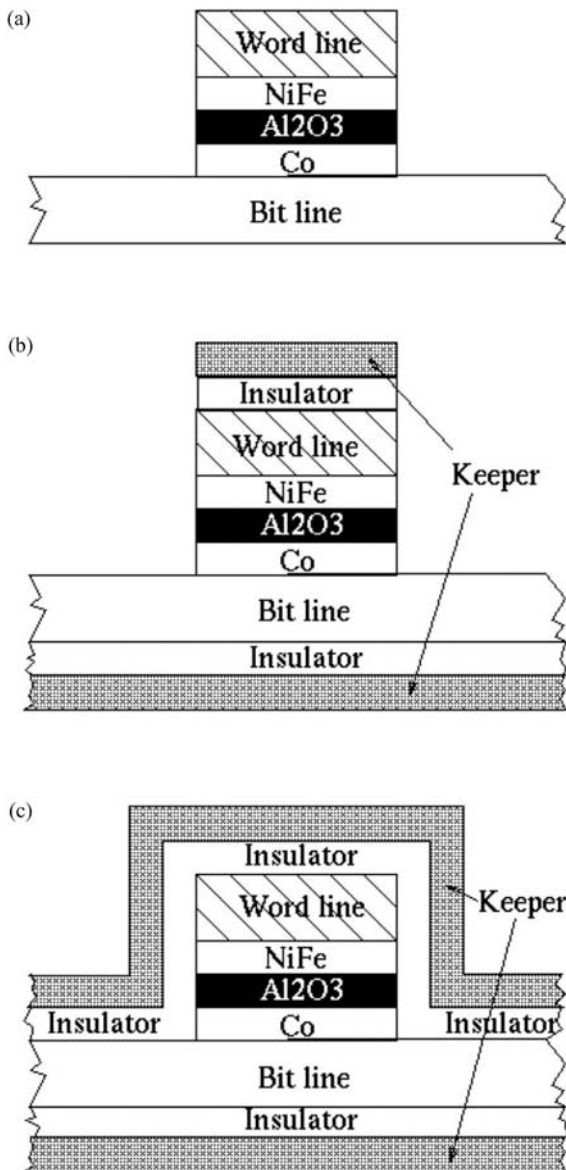 (a)
Word line
NiFe
Al2O3
Co
Bit line
(b)
Insulator
Word line
Keeper
NiFe
Al2O3
Co
Bit line
Insulator
(c)
Insulator
Word line
Keeper
NiFe
Al2O3
Insulator Co Insulator
Bit line
Insulator